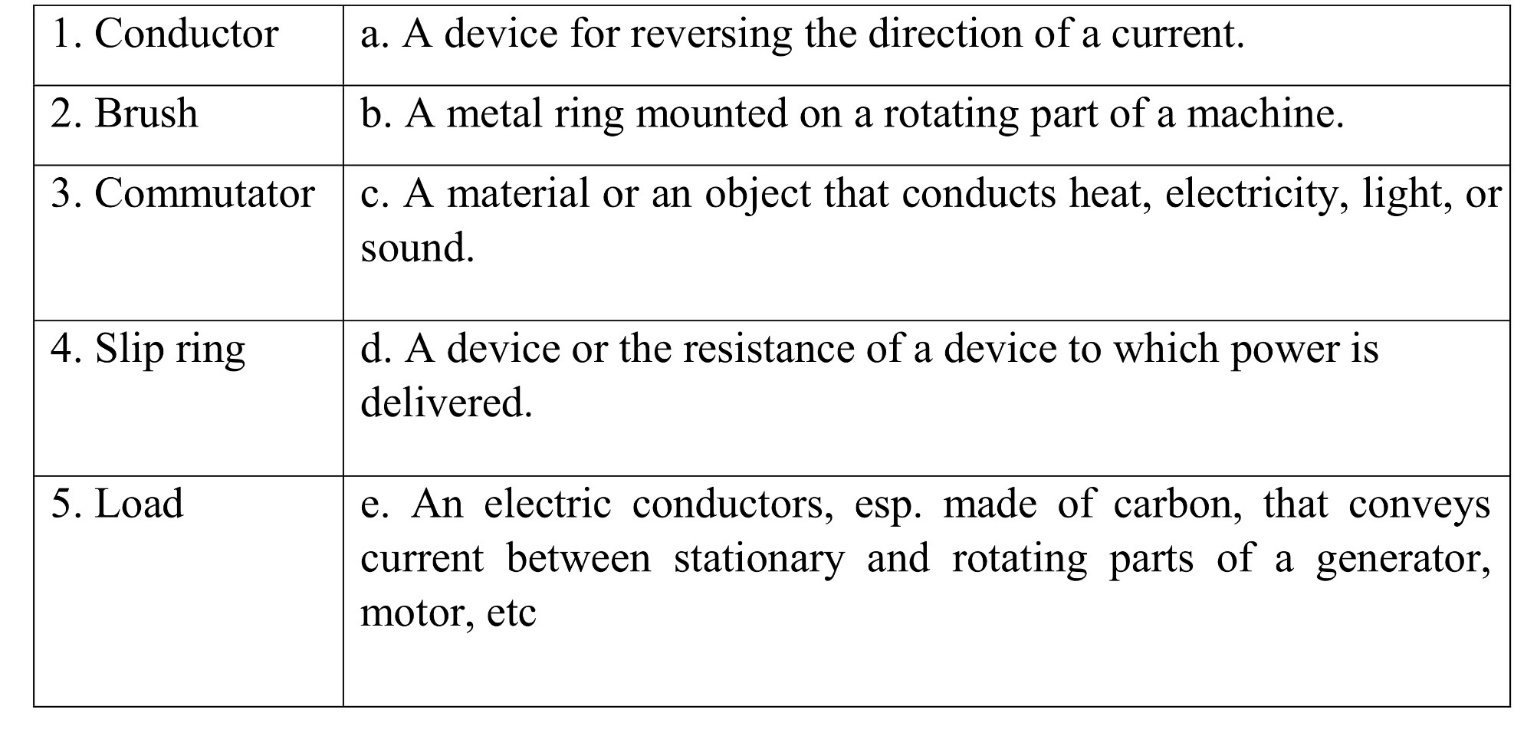 1. Conductor
a. A device for reversing the direction of a current.
2. Brush
b. A metal ring mounted on a rotating part of a machine.
3. Commutator
c. A material or an object that conducts heat, electricity, light, or
sound.
4. Slip ring
d. A device or the resistance of a device to which power is
delivered.
5. Load
e. An electric conductors, esp. made of carbon, that conveys
current between stationary and rotating parts of a generator,
motor, etc